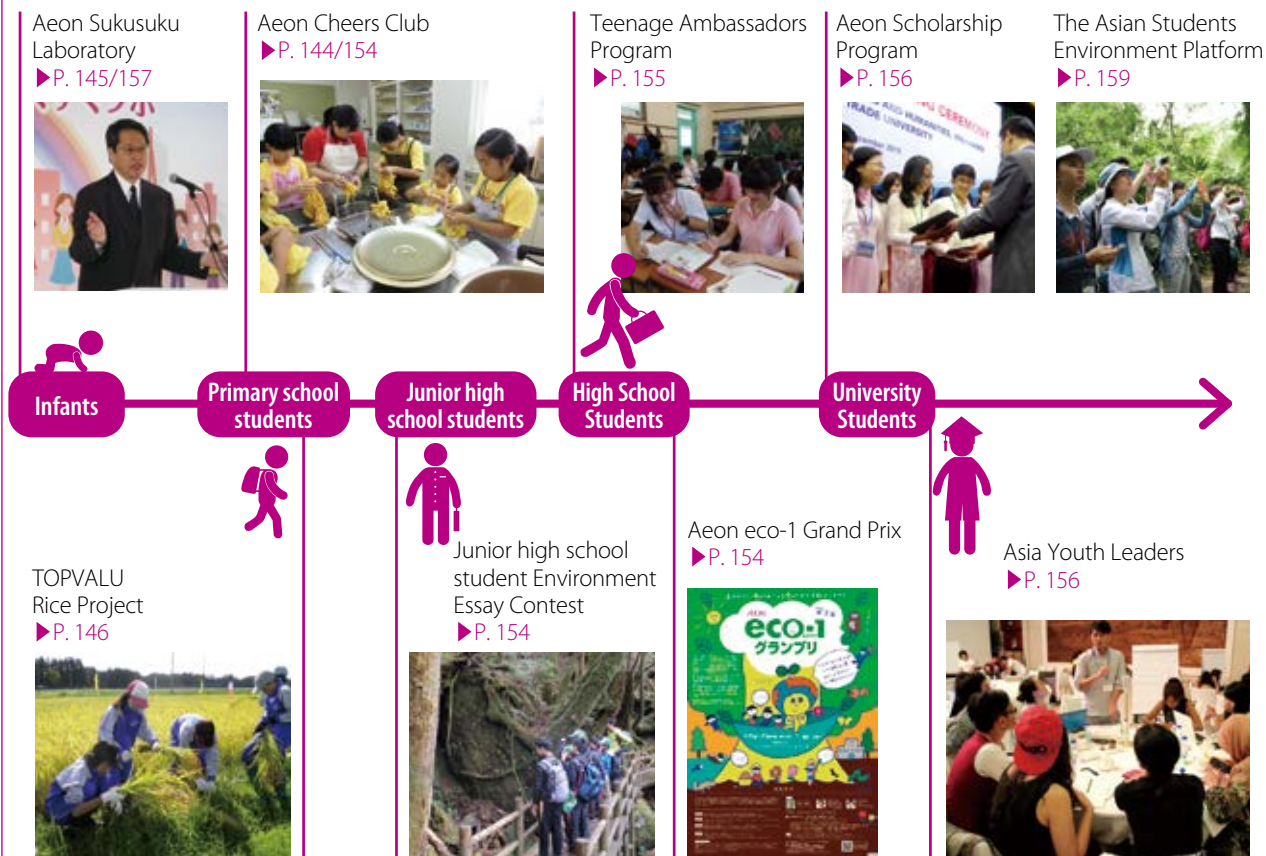 Aeon Sukusuku
Laboratory
▶P. 145/157
Aeon Cheers Club
▶P. 144/154
Teenage Ambassadors
Program
▶P. 155
Aeon Scholarship
Program
▶P. 156
The Asian Students
Environment Platform
▶P. 159
TRADE UNIVERSITY
Infants
Primary school
students
Junior high
school students
High School
Students
University
Students
TOPVALU
Rice Project
▶P. 146
Junior high school
student Environment
Essay Contest
▶P. 154
Aeon eco-1 Grand Prix
▶P. 154
eco-1
グランプリ
Asia Youth Leaders
▶P. 156